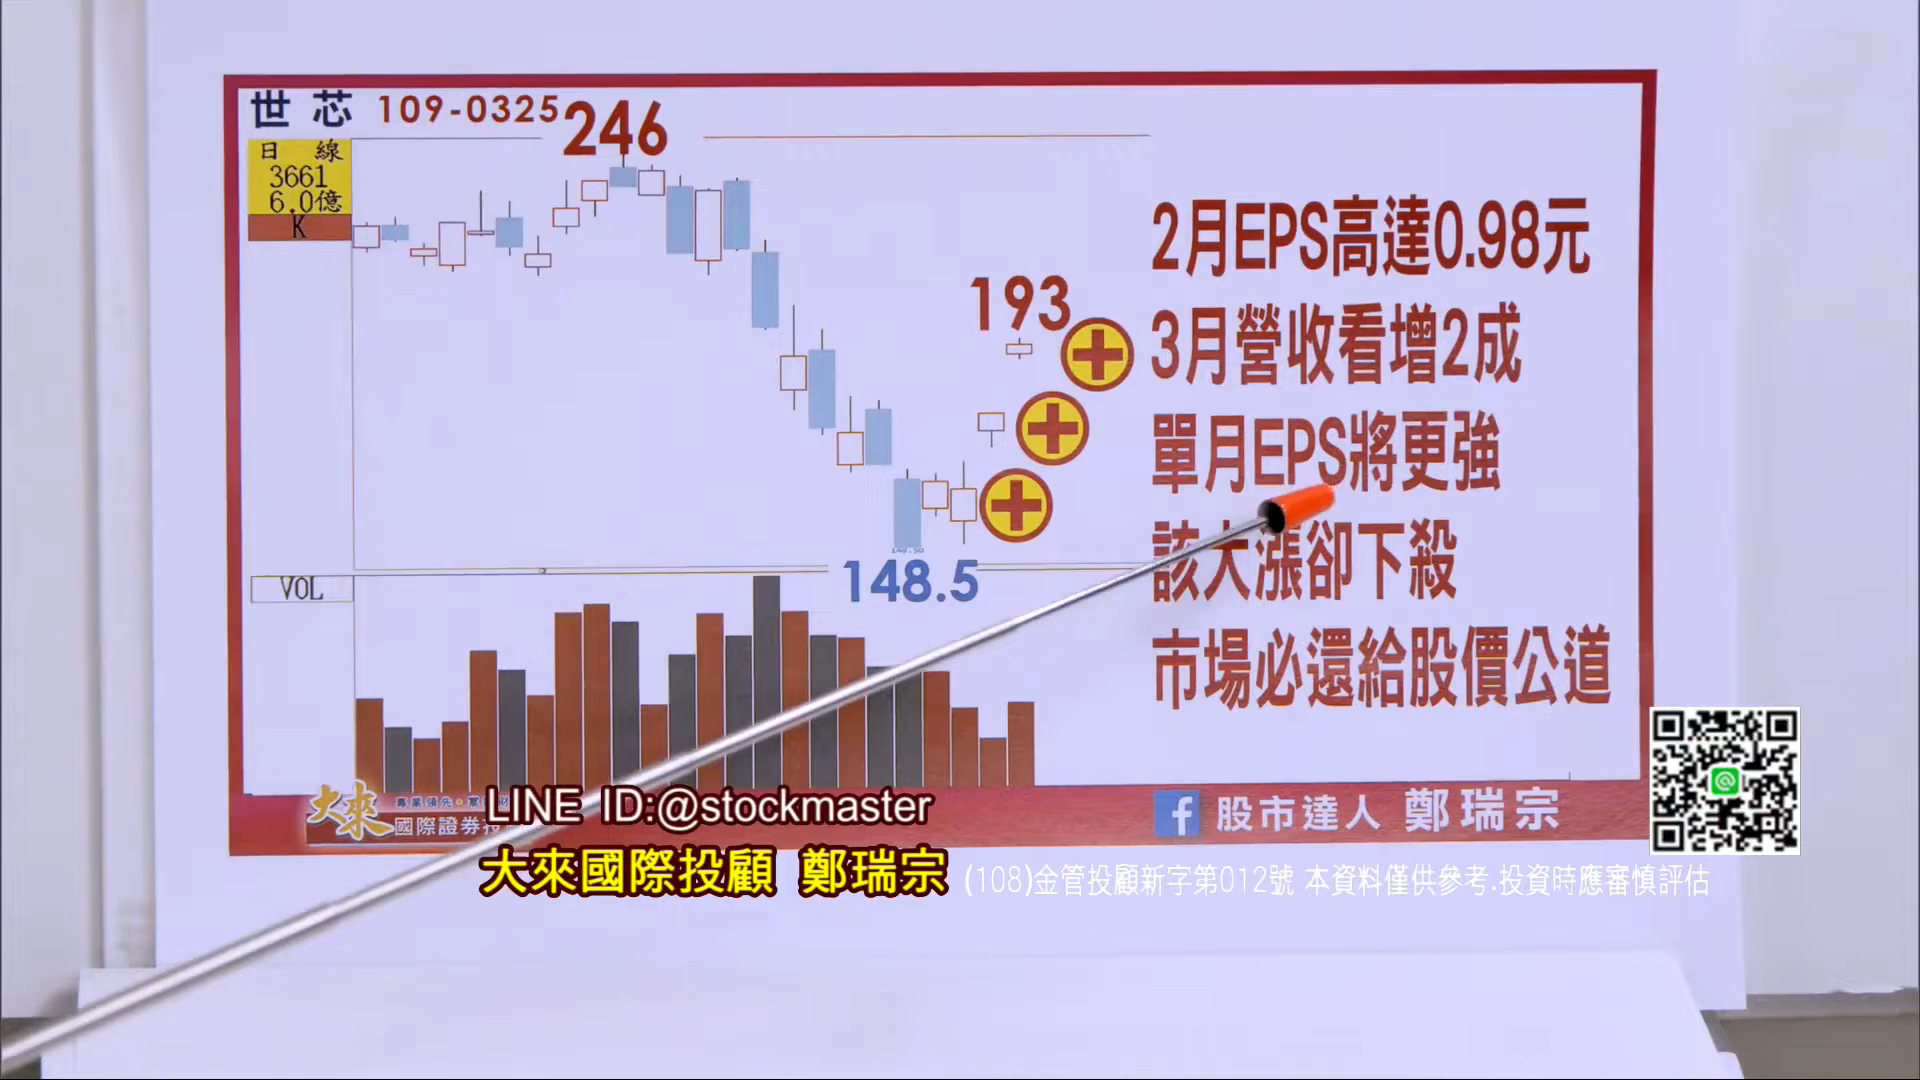 世芯 109-0325
246
日 線
3661
6.0億
K
193
148.5
VOL
2月EPS高達0.98元
3月營收看增2成
單月EPS將更強
該大漲卻下殺
市場必還給股價公道
大來
國際證券投
股市達人 鄭瑞宗
LINE ID:@stockmaster
大來國際投顧 鄭瑞宗
(108)金管投顧新字第012號 本資料僅供參考.投資時應審慎評估